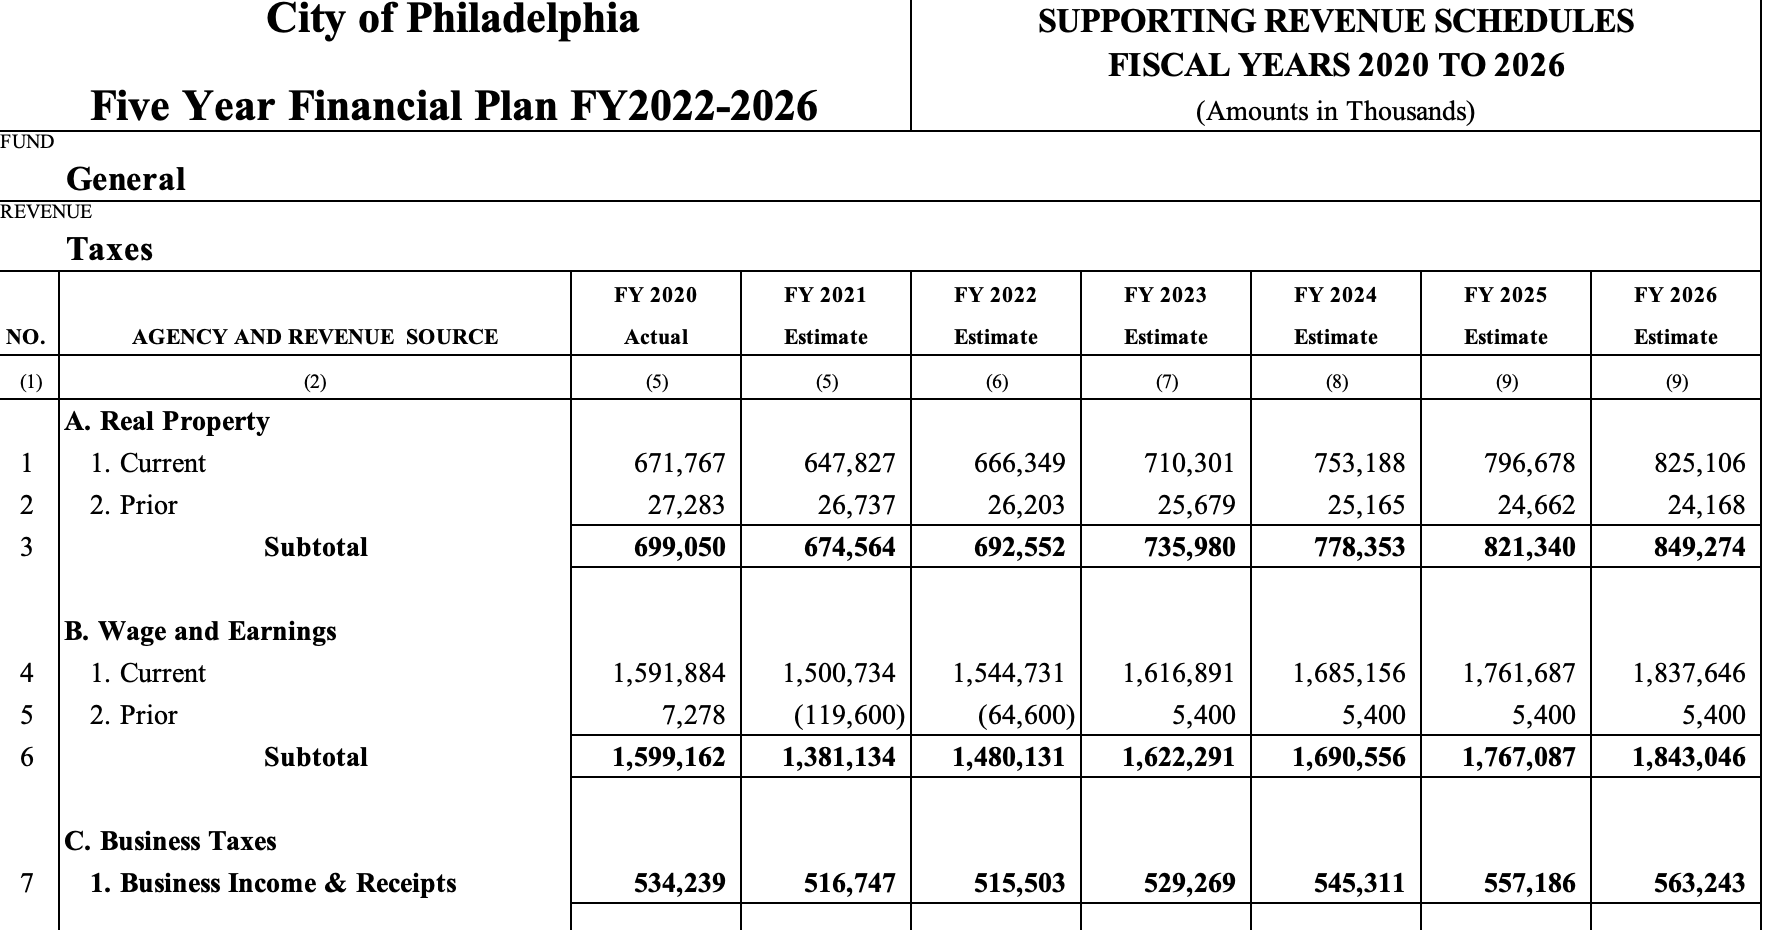 City of Philadelphia
Five Year Financial Plan FY2022-2026
SUPPORTING REVENUE SCHEDULES
FISCAL YEARS 2020 TO 2026
(Amounts in Thousands)
FUND
General
REVENUE
Taxes
FY 2020 FY 2021 FY 2022 FY 2023 FY 2024 FY 2025 FY 2026
NO. AGENCY AND REVENUE SOURCE Actual Estimate Estimate Estimate Estimate Estimate Estimate
(1) (2) (5) (5) (6) (7) (8) (9) (9)
A. Real Property
1 1. Current 671,767 647,827 666,349 710,301 753,188 796,678 825,106
2 2. Prior 27,283 26,737 26,203 25,679 25,165 24,662 24,168
3 Subtotal 699,050 674,564 692,552 735,980 778,353 821,340 849,274
B. Wage and Earnings
4 1. Current 1,591,884 1,500,734 1,544,731 1,616,891 1,685,156 1,761,687 1,837,646
5 2. Prior 7,278 (119,600) (64,600) 5,400 5,400 5,400 5,400
6 Subtotal 1,599,162 1,381,134 1,480,131 1,622,291 1,690,556 1,767,087 1,843,046
C. Business Taxes
7 1. Business Income & Receipts 534,239 516,747 515,503 529,269 545,311 557,186 563,243